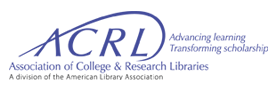 ACRL
Advancing learning
Transforming scholarship
Association of College & Research Libraries
A division of the American Library Association